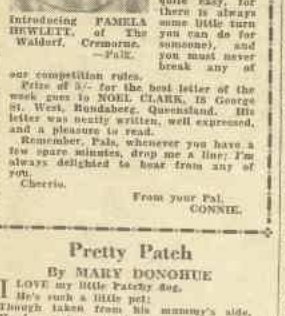 quite easy, for
there is always
some little turn
you can do for
someone), and
you must never
break any of
Introducing PAMELA
HEWLETT, of The
Waldorf, Cremorne.
—Falk.
our competition rules.
Prize of 5/- for the best letter of the
week goes to NOEL CLARK, 18 George
St. West, Bundaberg, Queensland. His
letter was neatly written, well expressed,
and a pleasure to read.
Remember, Pals, whenever you have a
few spare minutes, drop me a line; I'm
always delighted to hear from any of
you.
Cheerio.
From your Pal,
CONNIE.
Pretty Patch
By MARY DONOHUE
I LOVE my little Patchy dog,
He's such a little pet;
Though taken from his mummy's side,